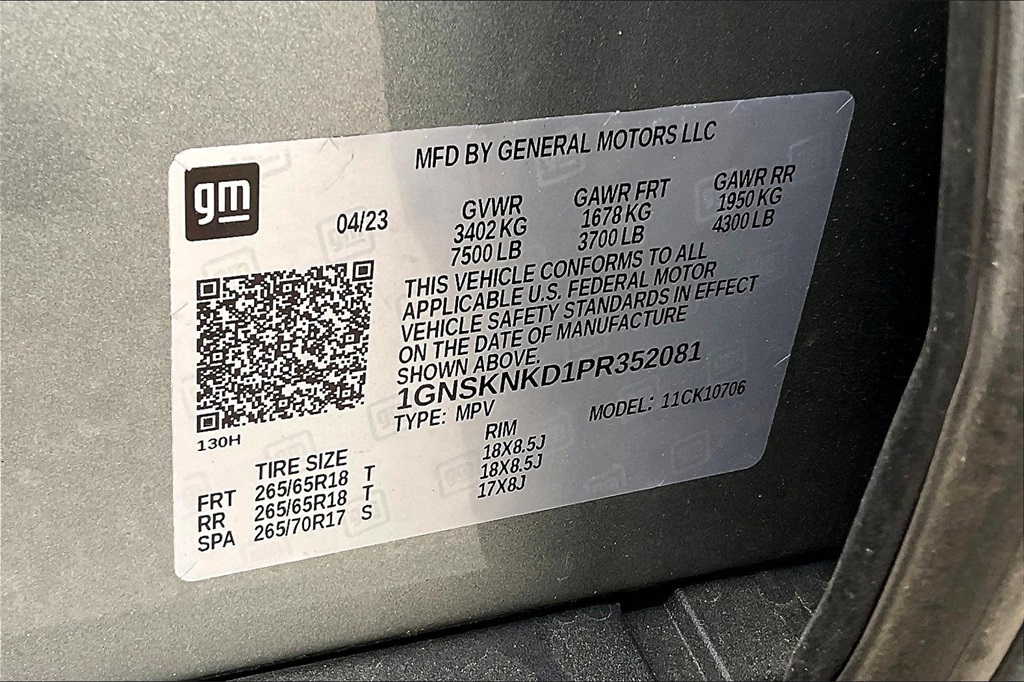 MFD BY GENERAL MOTORS LLC
gm
04/23
GVWR GAWR FRT GAWR RR
3402 KG 1678 KG 1950 KG
7500 LB 3700 LB 4300 LB
THIS VEHICLE CONFORMS TO ALL
APPLICABLE U.S. FEDERAL MOTOR
VEHICLE SAFETY STANDARDS IN EFFECT
ON THE DATE OF MANUFACTURE
SHOWN ABOVE.
1GNSKNKD1PR352081
TYPE: MPV MODEL: 11CK10706
130H
TIRE SIZE RIM
FRT 265/65R18 T 18X8.5J
RR 265/65R18 T 18X8.5J
SPA 265/70R17 S 17X8J